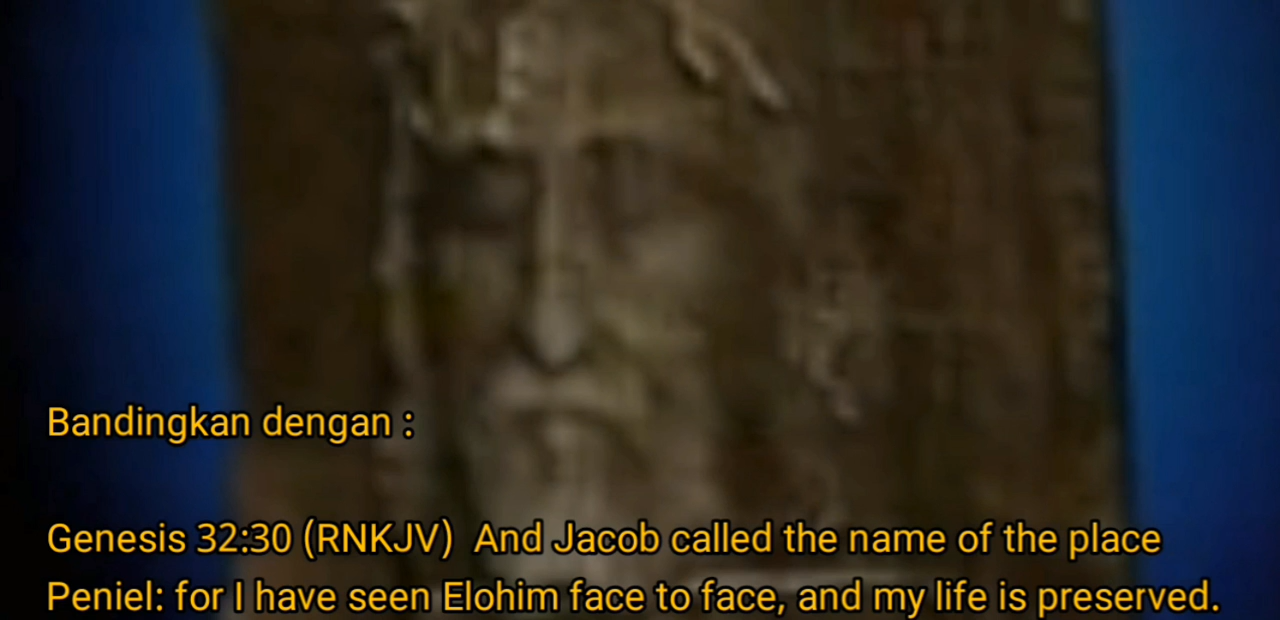 Bandingkan dengan :
Genesis 32:30 (RNKJV)  And Jacob called the name of the place
Peniel: for I have seen Elohim face to face, and my life is preserved.